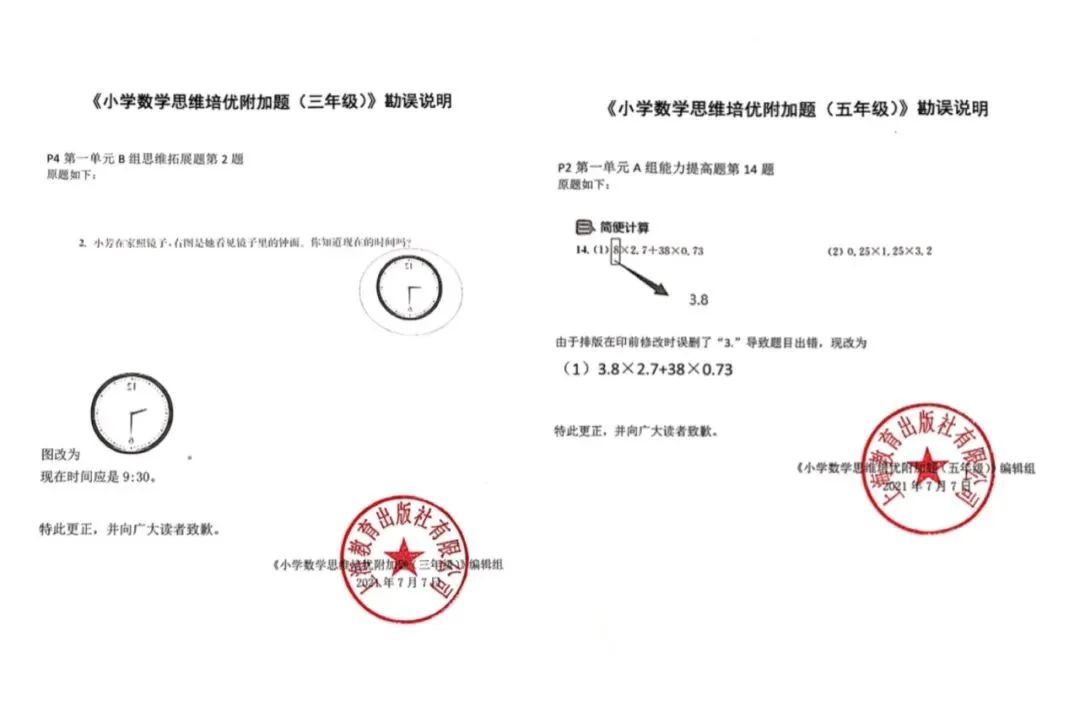 《小学数学思维培优附加题（三年级）》勘误说明
P4 第一单元 B 组思维拓展题第 2 题
原题如下：
2. 小芳在家照镜子，右图是她看见镜子里的钟面。你知道现在的时间吗？
12
6
12
6
图改为 。
现在时间应是 9:30。
特此更正，并向广大读者致歉。
《小学数学思维培优附加题（三年级）》编辑组
2021 年 7 月 7 日
上海教育出版社有限公司
《小学数学思维培优附加题（五年级）》勘误说明
P2 第一单元 A 组能力提高题第 14 题
原题如下：
简便计算
14. (1) 8×2.7+38×0.73 (2) 0.25×1.25×3.2
3.8
由于排版在印前修改时误删了“3.”导致题目出错，现改为
（1）3.8×2.7+38×0.73
特此更正，并向广大读者致歉。
《小学数学思维培优附加题（五年级）》编辑组
2021 年 7 月 7 日
上海教育出版社有限公司